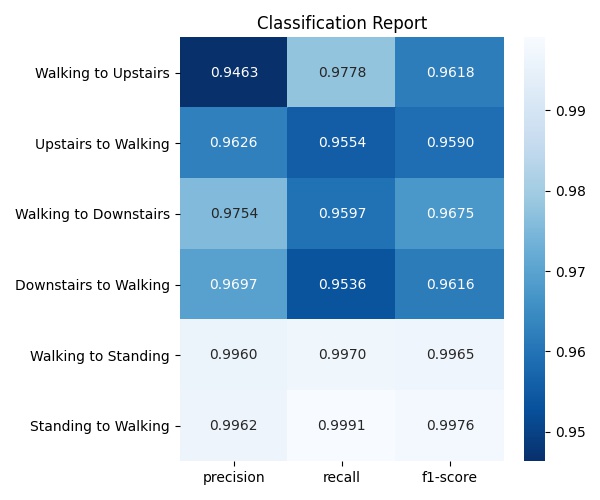 Classification Report
Walking to Upstairs 0.9463 0.9778 0.9618
Upstairs to Walking 0.9626 0.9554 0.9590
Walking to Downstairs 0.9754 0.9597 0.9675
Downstairs to Walking 0.9697 0.9536 0.9616
Walking to Standing 0.9960 0.9970 0.9965
Standing to Walking 0.9962 0.9991 0.9976
precision recall f1-score
0.99
0.98
0.97
0.96
0.95